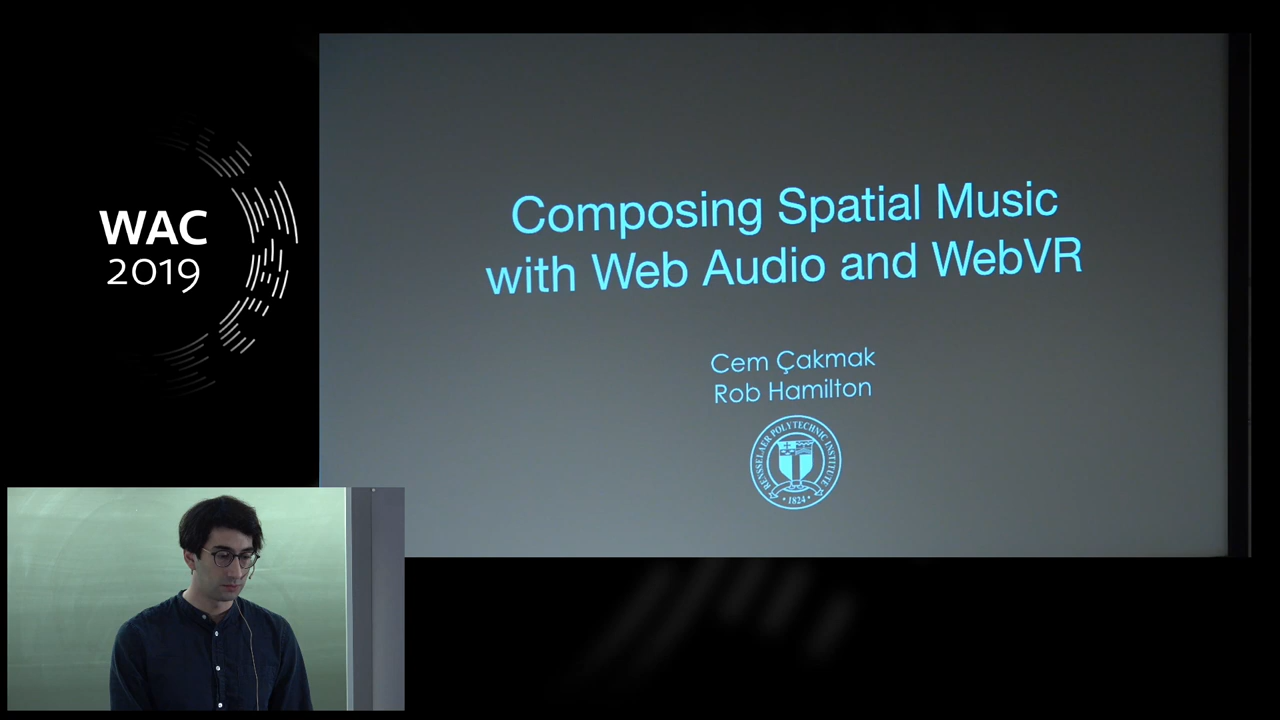 WAC
2019
Composing Spatial Music
with Web Audio and WebVR
Cem Çakmak
Rob Hamilton
RENSSELAER POLYTECHNIC INSTITUTE
• 1824 •